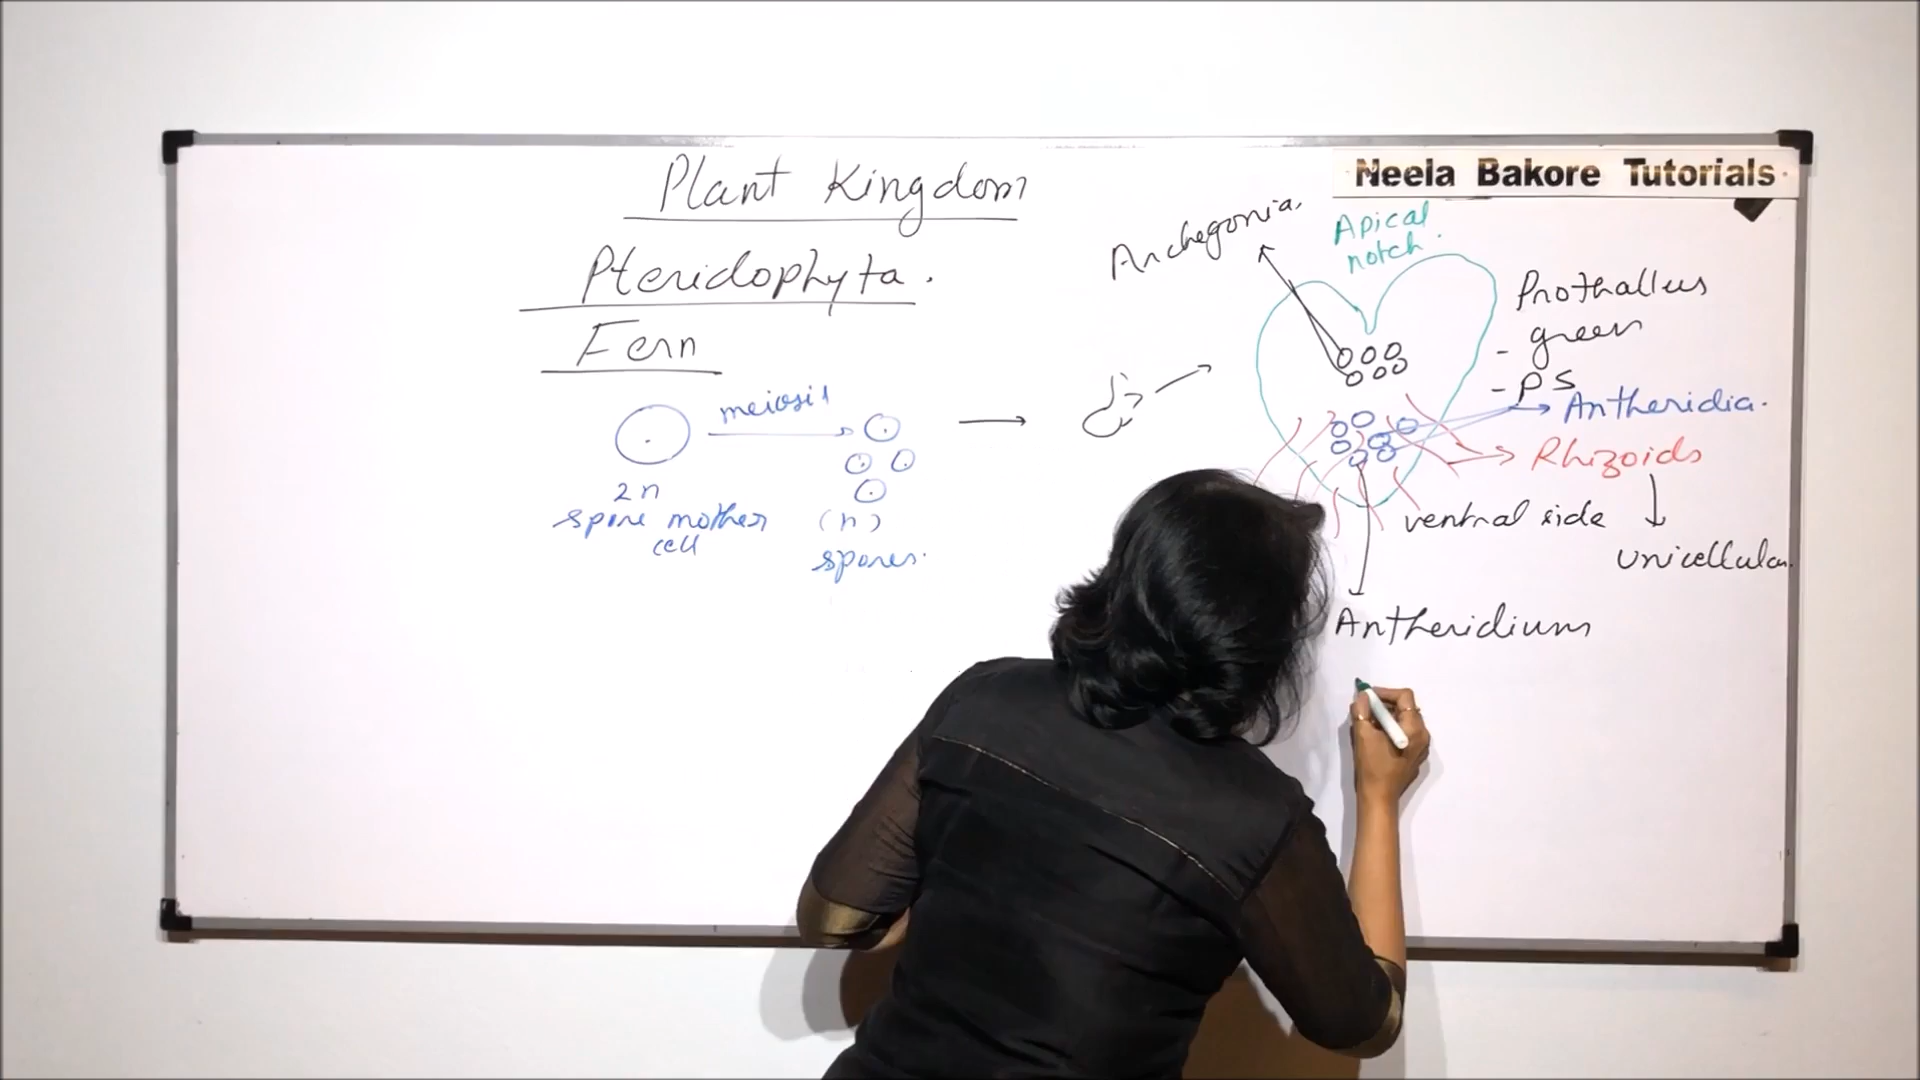 Plant Kingdom
Neela Bakore Tutorials
Pteridophyta.
Fern
meiosis
2n
spore mother
cell
(n)
spores.
Archegonia.
Apical
notch.
Prothallus
- green
- PS
Antheridia.
Rhizoids
ventral side
unicellular.
Antheridium